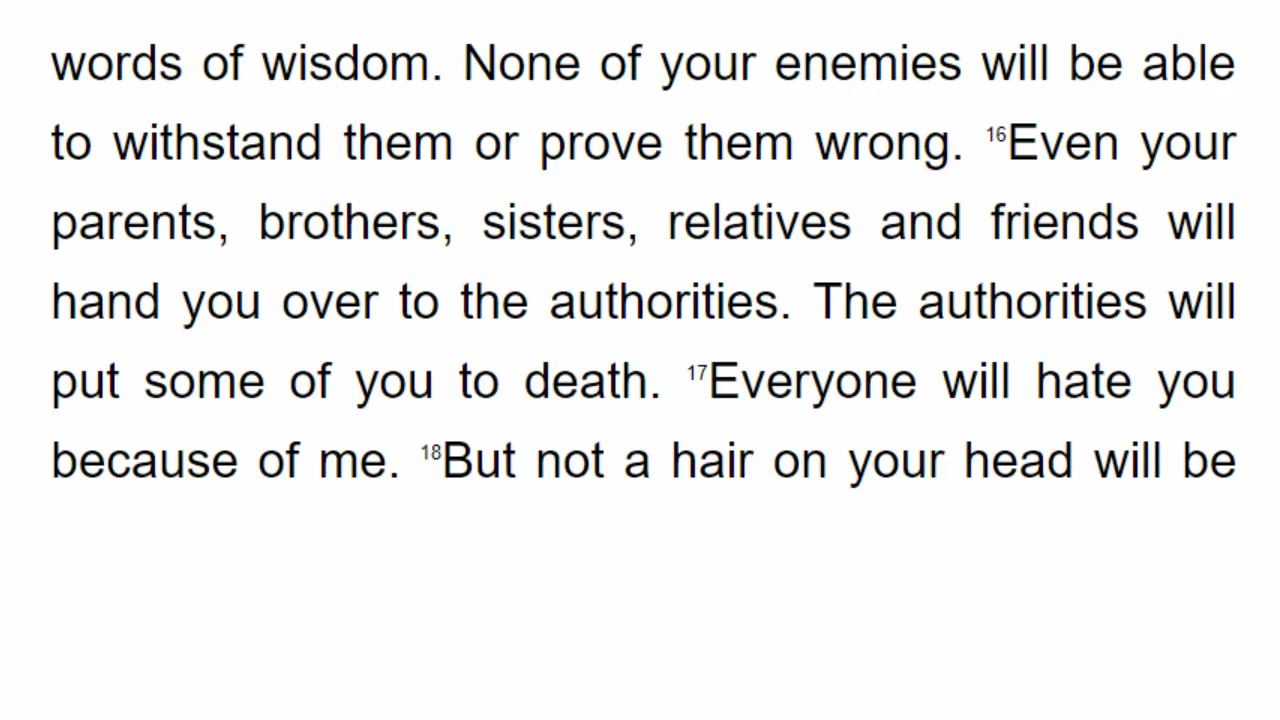 words of wisdom. None of your enemies will be able
to withstand them or prove them wrong. 16Even your
parents, brothers, sisters, relatives and friends will
hand you over to the authorities. The authorities will
put some of you to death. 17Everyone will hate you
because of me. 18But not a hair on your head will be